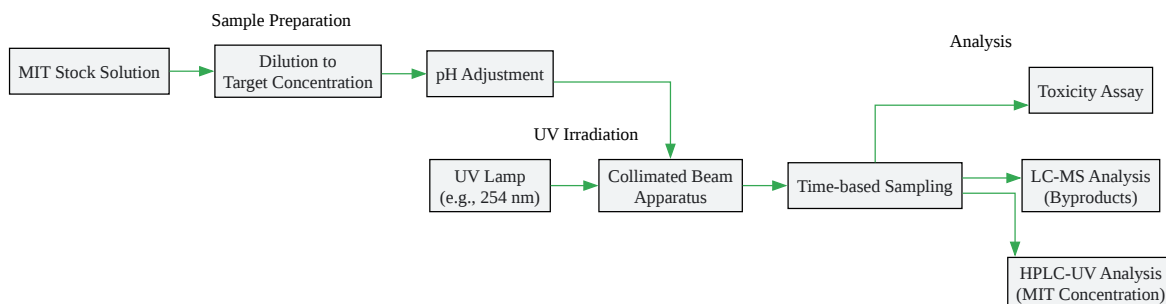 Sample Preparation
MIT Stock Solution
Dilution to
Target Concentration
pH Adjustment
UV Irradiation
UV Lamp
(e.g., 254 nm)
Collimated Beam
Apparatus
Time-based Sampling
Analysis
Toxicity Assay
LC-MS Analysis
(Byproducts)
HPLC-UV Analysis
(MIT Concentration)